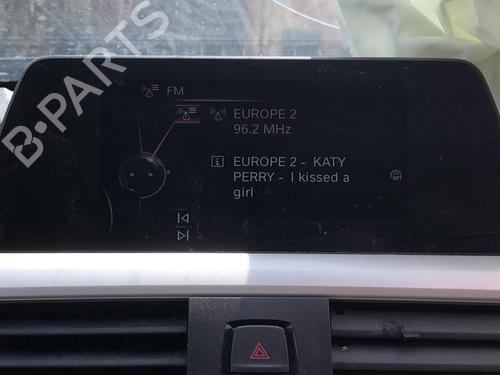 B-PARTS
FM
EUROPE 2
96.2 MHz
EUROPE 2 - KATY
PERRY - I kissed a
girl